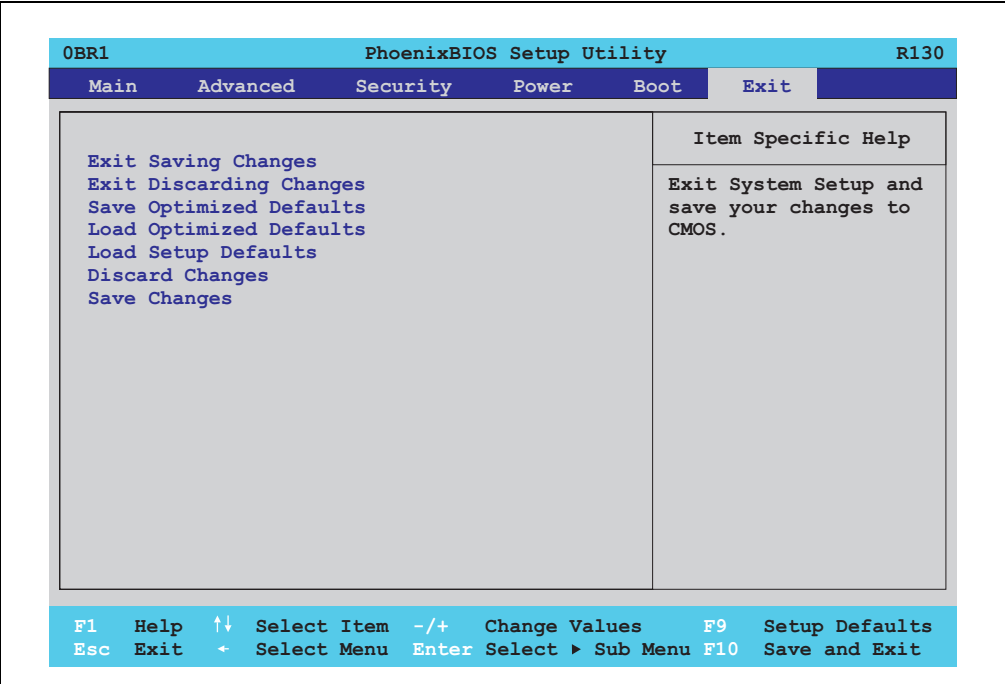 0BR1 PhoenixBIOS Setup Utility R130
Main Advanced Security Power Boot Exit
Exit Saving Changes
Exit Discarding Changes
Save Optimized Defaults
Load Optimized Defaults
Load Setup Defaults
Discard Changes
Save Changes
Item Specific Help
Exit System Setup and
save your changes to
CMOS.
F1 Help ↑↓ Select Item -/+ Change Values F9 Setup Defaults
Esc Exit ← Select Menu Enter Select ▶ Sub Menu F10 Save and Exit